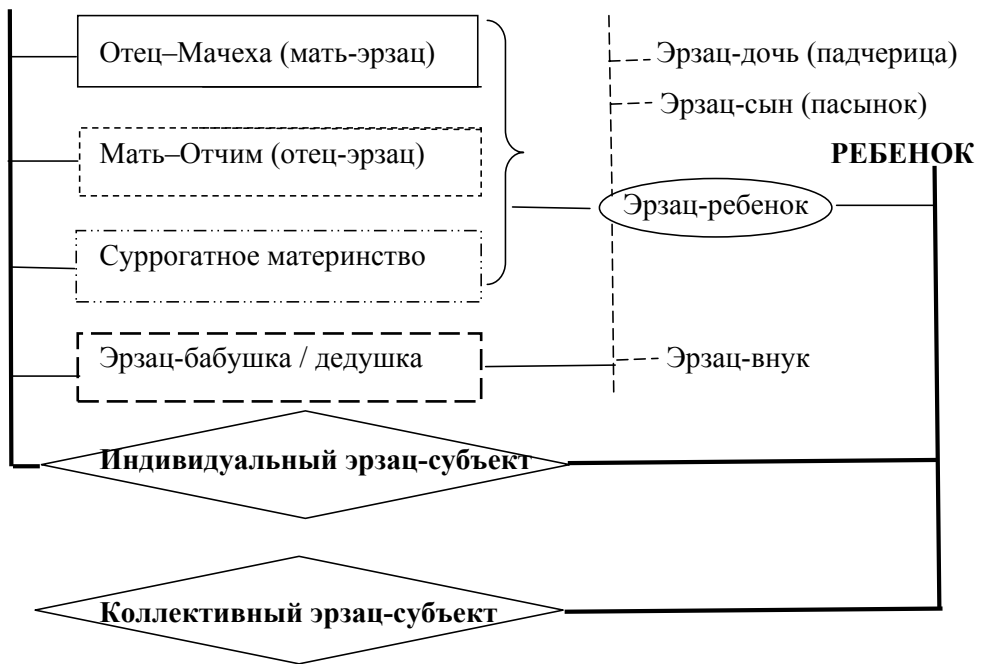 Отец–Мачеха (мать-эрзац)
Эрзац-дочь (падчерица)
Эрзац-сын (пасынок)
Мать–Отчим (отец-эрзац)
РЕБЕНОК
Эрзац-ребенок
Суррогатное материнство
Эрзац-бабушка / дедушка
Эрзац-внук
Индивидуальный эрзац-субъект
Коллективный эрзац-субъект